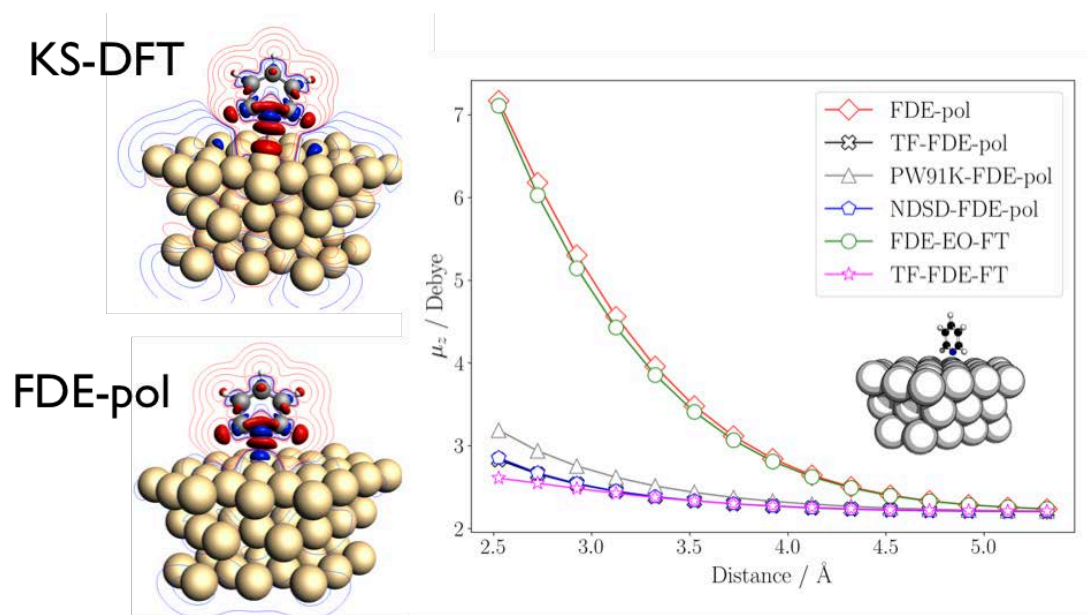 KS-DFT
FDE-pol
7
6
5
4
3
2
μz / Debye
2.5 3.0 3.5 4.0 4.5 5.0
Distance / Å
FDE-pol
TF-FDE-pol
PW91K-FDE-pol
NDSD-FDE-pol
FDE-EO-FT
TF-FDE-FT